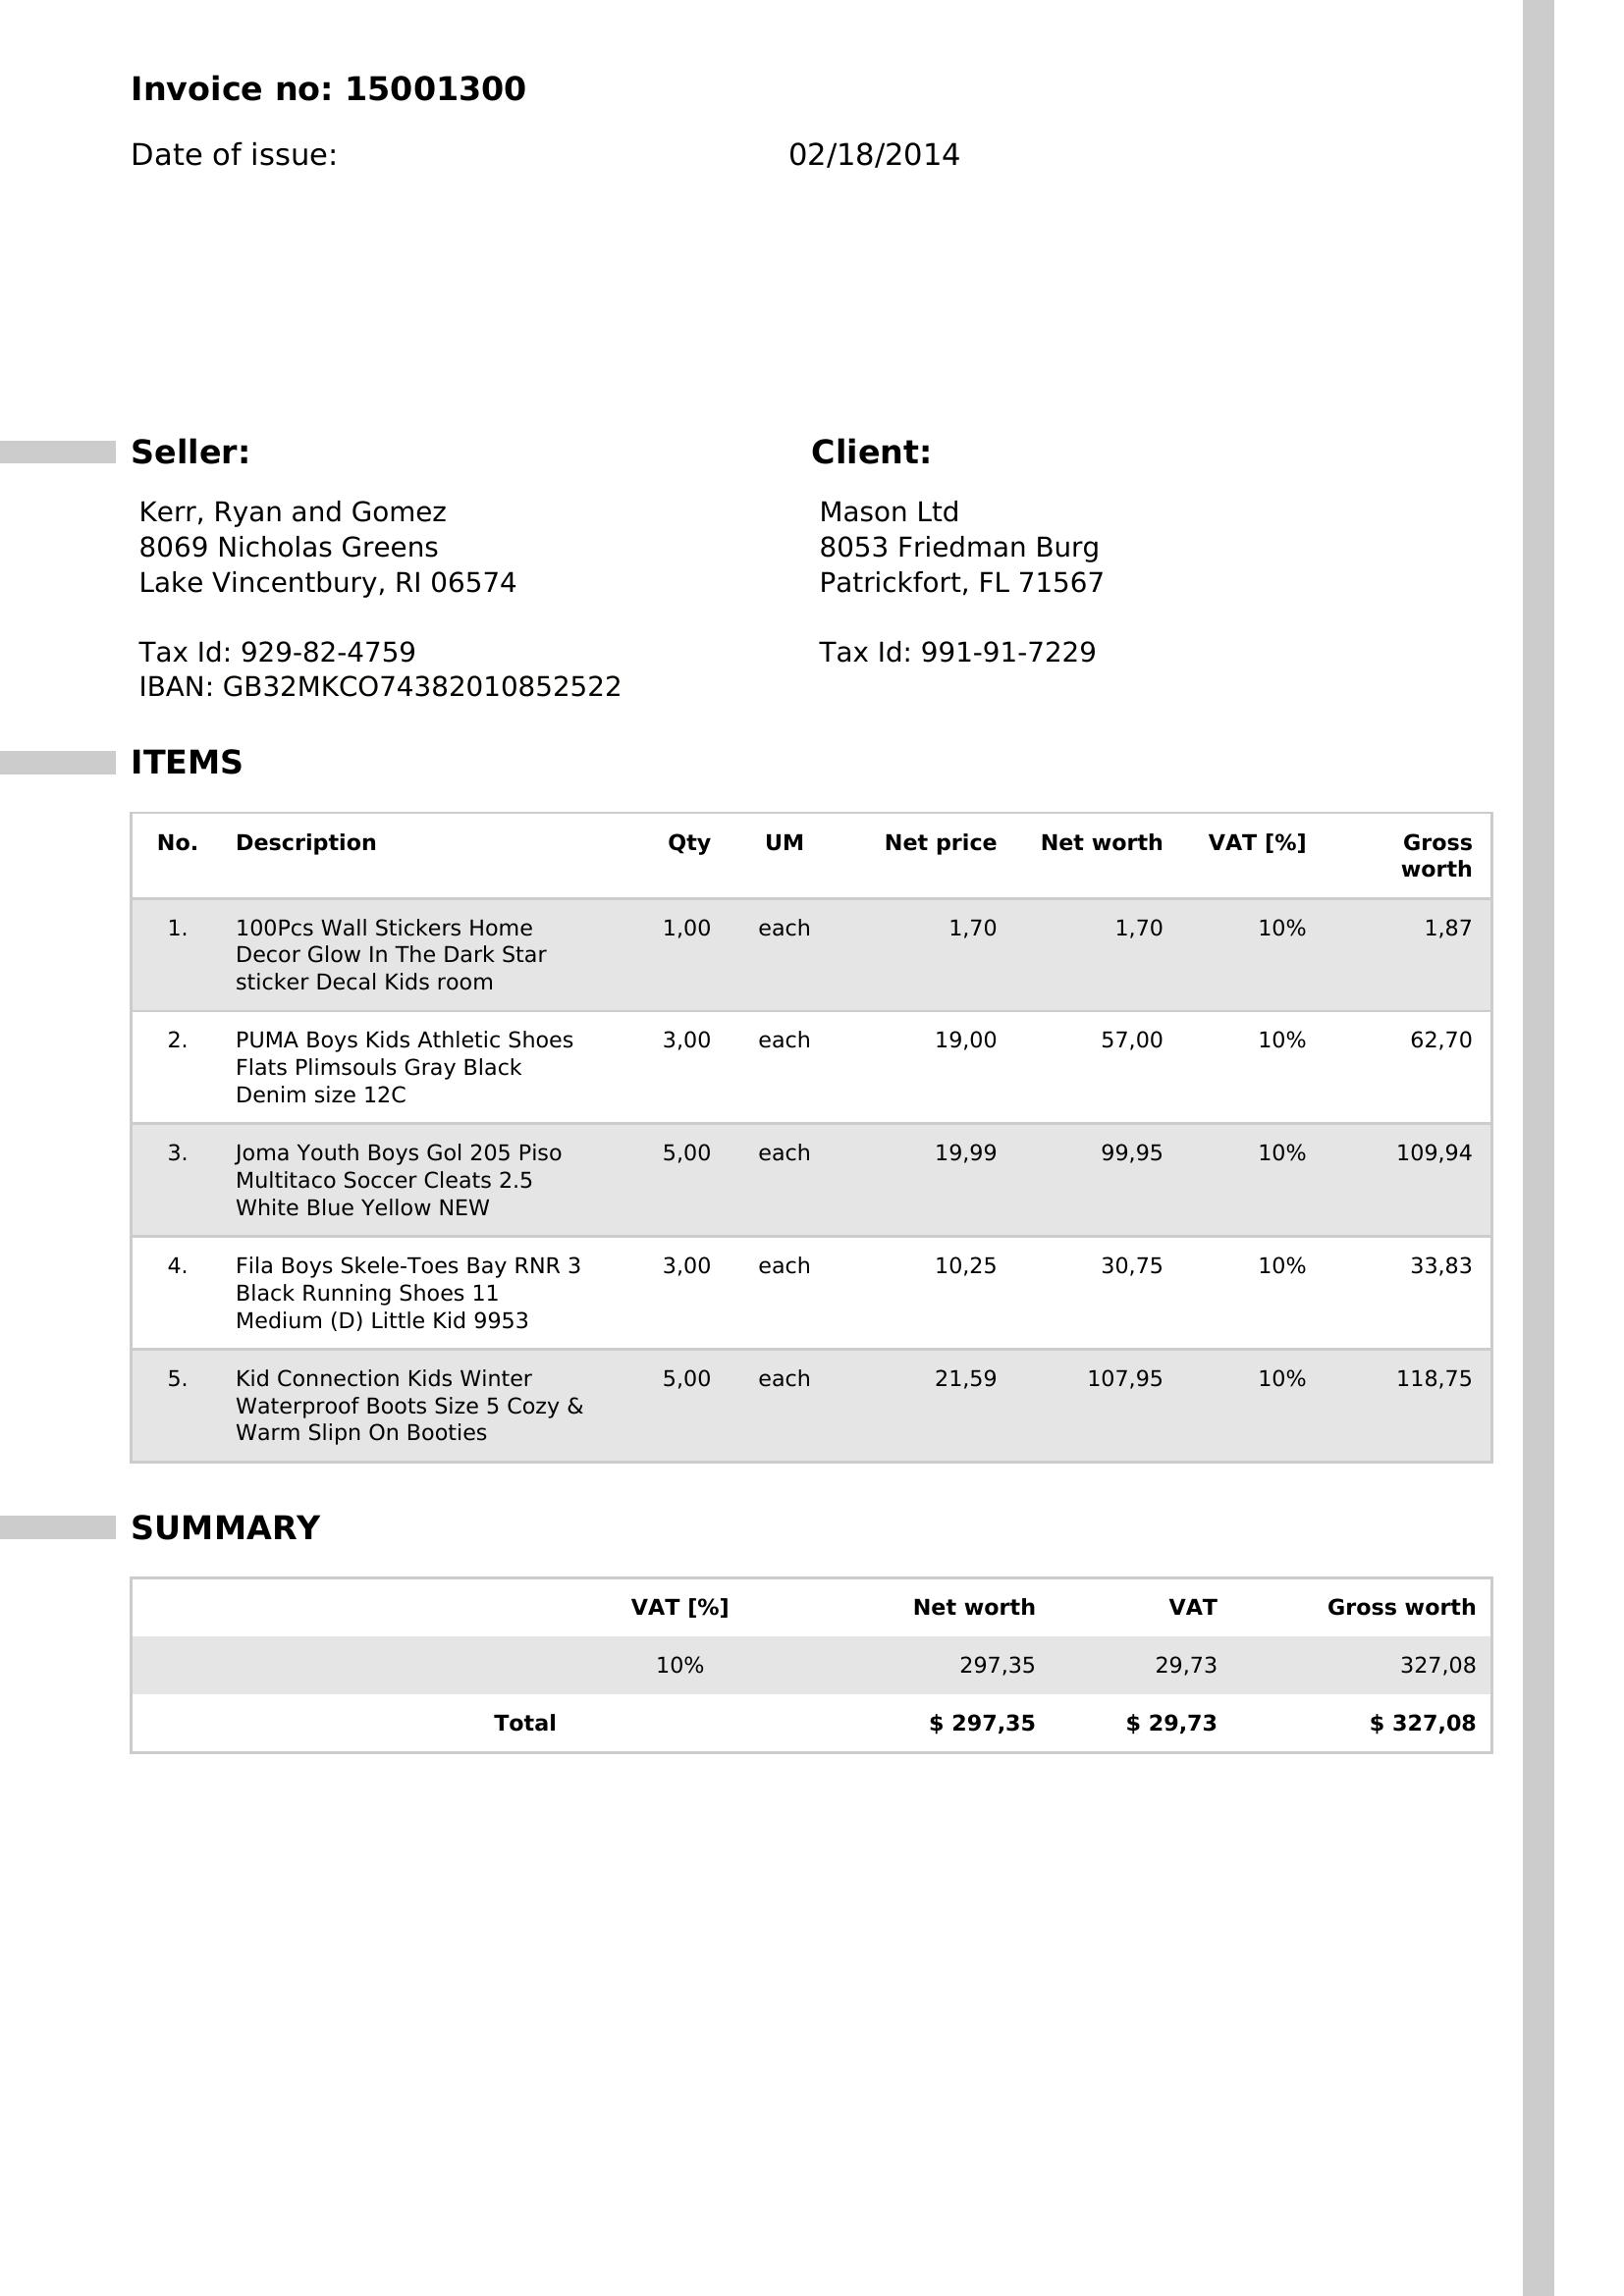 Invoice no: 15001300
Date of issue: 02/18/2014
Seller: Client:
Kerr, Ryan and Gomez Mason Ltd
8069 Nicholas Greens 8053 Friedman Burg
Lake Vincentbury, RI 06574 Patrickfort, FL 71567
Tax Id: 929-82-4759 Tax Id: 991-91-7229
IBAN: GB32MKCO74382010852522
ITEMS
No. Description Qty UM Net price Net worth VAT [%] Gross
worth
1. 100Pcs Wall Stickers Home 1,00 each 1,70 1,70 10% 1,87
Decor Glow In The Dark Star
sticker Decal Kids room
2. PUMA Boys Kids Athletic Shoes 3,00 each 19,00 57,00 10% 62,70
Flats Plimsouls Gray Black
Denim size 12C
3. Joma Youth Boys Gol 205 Piso 5,00 each 19,99 99,95 10% 109,94
Multitaco Soccer Cleats 2.5
White Blue Yellow NEW
4. Fila Boys Skele-Toes Bay RNR 3 3,00 each 10,25 30,75 10% 33,83
Black Running Shoes 11
Medium (D) Little Kid 9953
5. Kid Connection Kids Winter 5,00 each 21,59 107,95 10% 118,75
Waterproof Boots Size 5 Cozy &
Warm Slipn On Booties
SUMMARY
VAT [%] Net worth VAT Gross worth
10% 297,35 29,73 327,08
Total $ 297,35 $ 29,73 $ 327,08